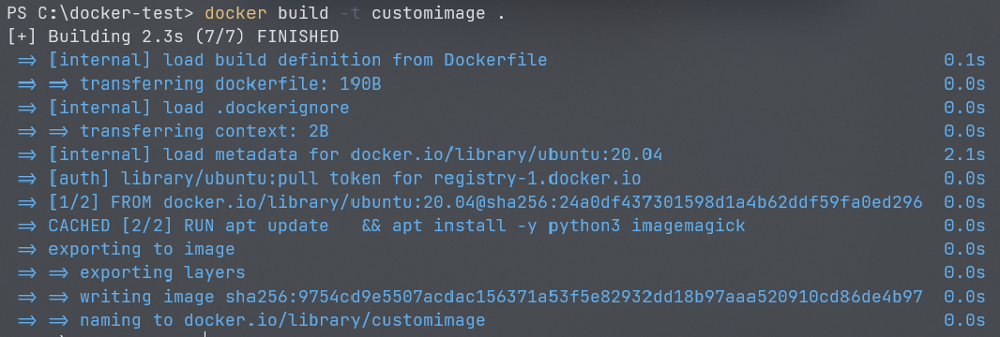 PS C:\docker-test> docker build -t customimage .
[+] Building 2.3s (7/7) FINISHED
=> [internal] load build definition from Dockerfile 0.1s
=> => transferring dockerfile: 190B 0.0s
=> [internal] load .dockerignore 0.0s
=> => transferring context: 2B 0.0s
=> [internal] load metadata for docker.io/library/ubuntu:20.04 2.1s
=> [auth] library/ubuntu:pull token for registry-1.docker.io 0.0s
=> [1/2] FROM docker.io/library/ubuntu:20.04@sha256:24a0df437301598d1a4b62ddf59fa0ed296 0.0s
=> CACHED [2/2] RUN apt update   && apt install -y python3 imagemagick 0.0s
=> exporting to image 0.0s
=> => exporting layers 0.0s
=> => writing image sha256:9754cd9e5507acdac156371a53f5e82932dd18b97aaa520910cd86de4b97 0.0s
=> => naming to docker.io/library/customimage 0.0s